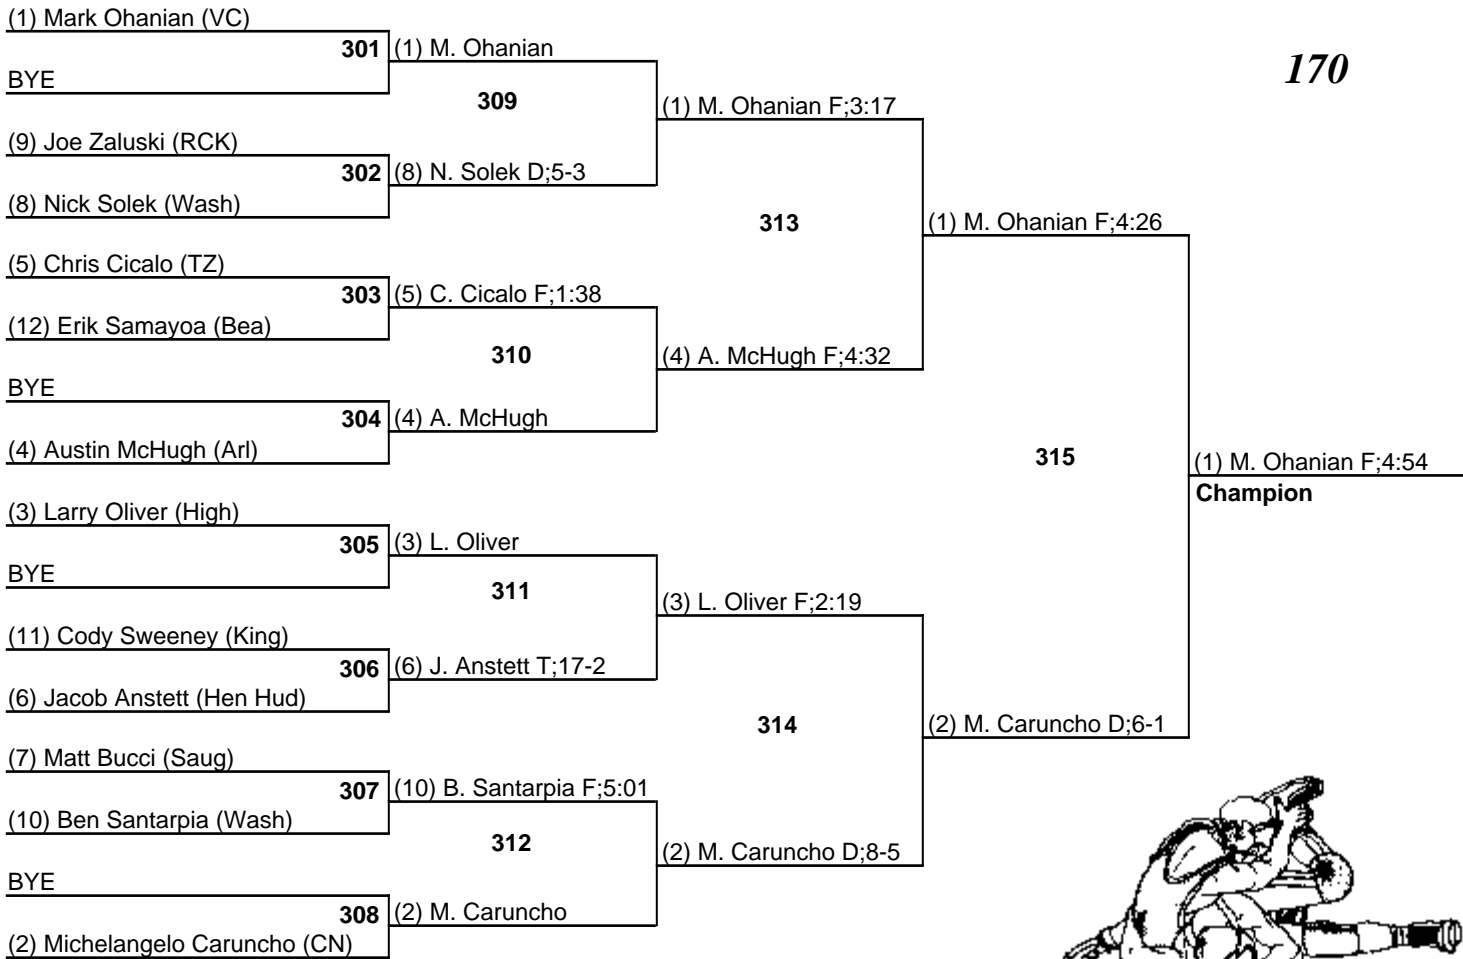 (1) Mark Ohanian (VC)
301
(1) M. Ohanian
170
BYE
309
(1) M. Ohanian F;3:17
(9) Joe Zaluski (RCK)
302
(8) N. Solek D;5-3
(8) Nick Solek (Wash)
313
(1) M. Ohanian F;4:26
(5) Chris Cicalo (TZ)
303
(5) C. Cicalo F;1:38
(12) Erik Samayoa (Bea)
310
(4) A. McHugh F;4:32
BYE
304
(4) A. McHugh
(4) Austin McHugh (Arl)
315
(1) M. Ohanian F;4:54
Champion
(3) Larry Oliver (High)
305
(3) L. Oliver
BYE
311
(3) L. Oliver F;2:19
(11) Cody Sweeney (King)
306
(6) J. Anstett T;17-2
(6) Jacob Anstett (Hen Hud)
314
(2) M. Caruncho D;6-1
(7) Matt Bucci (Saug)
307
(10) B. Santarpia F;5:01
(10) Ben Santarpia (Wash)
312
(2) M. Caruncho D;8-5
BYE
308
(2) M. Caruncho
(2) Michelangelo Caruncho (CN)